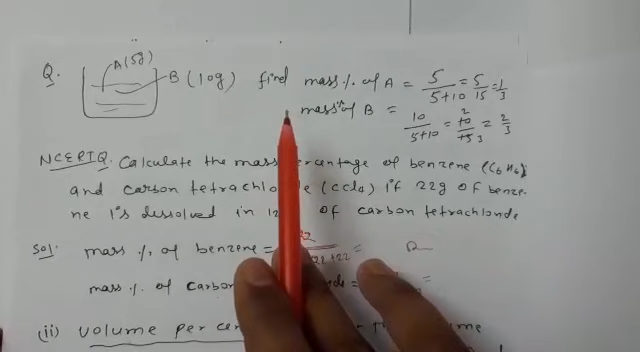 Q. A(5g) B (10g) find mass % of A = 5/5+10 = 5/15 = 1/3
mass % of B = 10/5+10 = 10/15 = 2/3
NCERT Q. Calculate the mass percentage of benzene (C6H6)
and carbon tetrachloride (CCl4) if 22g of benze-
ne is dissolved in of carbon tetrachloride
Sol: mass % of benzene = 22 =
mass % of carbon =
(ii) volume per